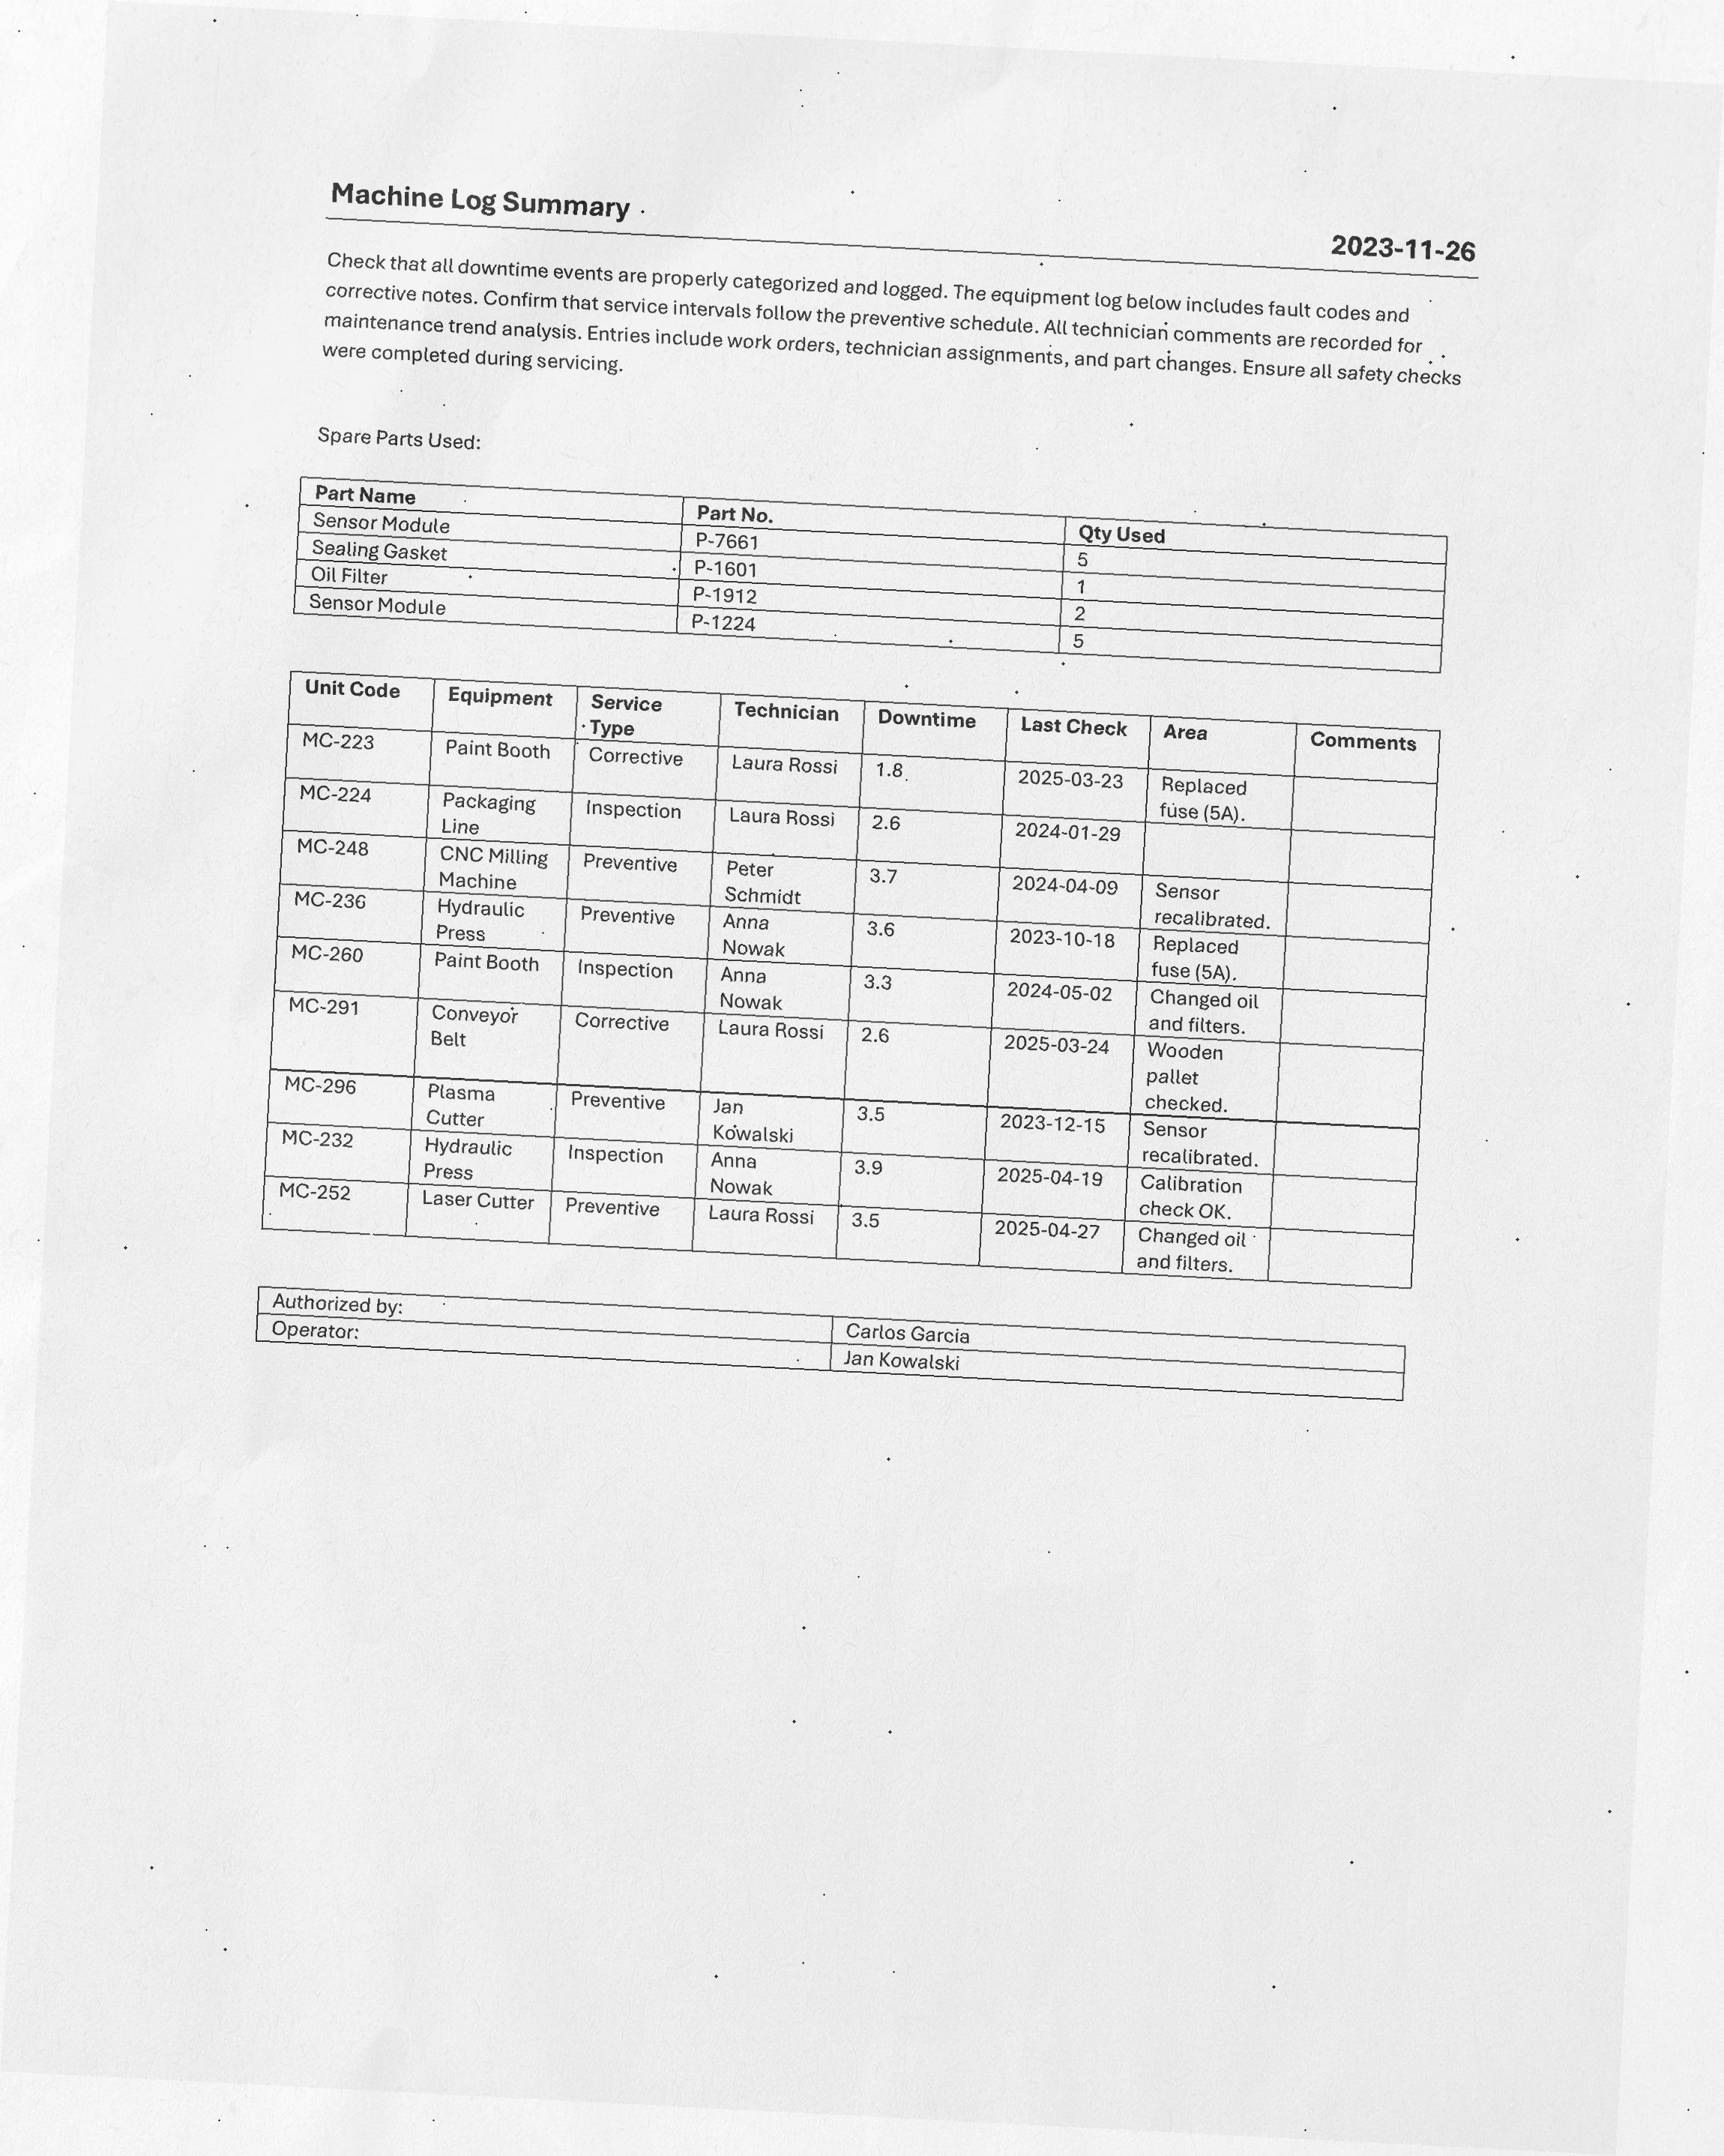 Machine Log Summary
2023-11-26
Check that all downtime events are properly categorized and logged. The equipment log below includes fault codes and
corrective notes. Confirm that service intervals follow the preventive schedule. All technician comments are recorded for
maintenance trend analysis. Entries include work orders, technician assignments, and part changes. Ensure all safety checks
were completed during servicing.
Spare Parts Used:
Part Name Part No. Qty Used
Sensor Module P-7661 5
Sealing Gasket P-1601 1
Oil Filter P-1912 2
Sensor Module P-1224 5
Unit Code Equipment Service Type Technician Downtime Last Check Area Comments
MC-223 Paint Booth Corrective Laura Rossi 1.8 2025-03-23 Replaced fuse (5A).
MC-224 Packaging Line Inspection Laura Rossi 2.6 2024-01-29
MC-248 CNC Milling Machine Preventive Peter Schmidt 3.7 2024-04-09 Sensor recalibrated.
MC-236 Hydraulic Press Preventive Anna Nowak 3.6 2023-10-18 Replaced fuse (5A).
MC-260 Paint Booth Inspection Anna Nowak 3.3 2024-05-02 Changed oil and filters.
MC-291 Conveyor Belt Corrective Laura Rossi 2.6 2025-03-24 Wooden pallet checked.
MC-296 Plasma Cutter Preventive Jan Kowalski 3.5 2023-12-15 Sensor recalibrated.
MC-232 Hydraulic Press Inspection Anna Nowak 3.9 2025-04-19 Calibration check OK.
MC-252 Laser Cutter Preventive Laura Rossi 3.5 2025-04-27 Changed oil and filters.
Authorized by: Carlos Garcia
Operator: Jan Kowalski